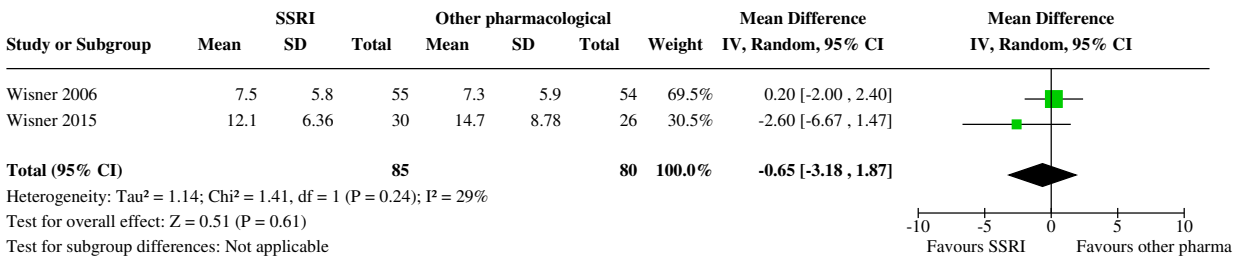 SSRI Other pharmacological Mean Difference Mean Difference
Study or Subgroup Mean SD Total Mean SD Total Weight IV, Random, 95% CI IV, Random, 95% CI
Wisner 2006 7.5 5.8 55 7.3 5.9 54 69.5% 0.20 [-2.00 , 2.40]
Wisner 2015 12.1 6.36 30 14.7 8.78 26 30.5% -2.60 [-6.67 , 1.47]
Total (95% CI) 85 80 100.0% -0.65 [-3.18 , 1.87]
Heterogeneity: Tau² = 1.14; Chi² = 1.41, df = 1 (P = 0.24); I² = 29%
Test for overall effect: Z = 0.51 (P = 0.61)
Test for subgroup differences: Not applicable
-10 -5 0 5 10
Favours SSRI Favours other pharma